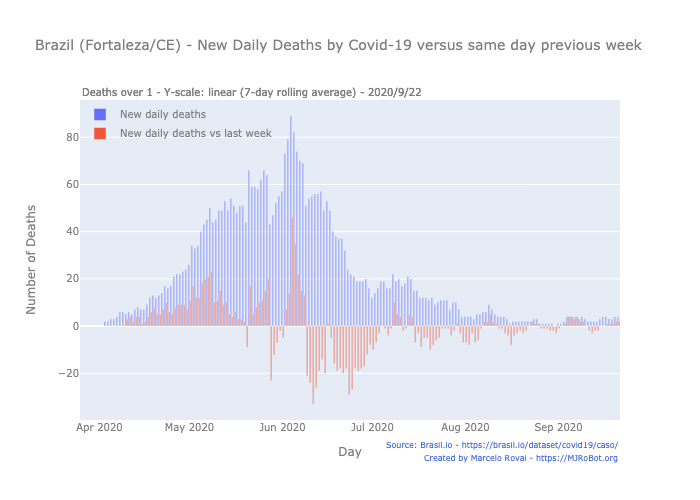 Brazil (Fortaleza/CE) - New Daily Deaths by Covid-19 versus same day previous week
Deaths over 1 - Y-scale: linear (7-day rolling average) - 2020/9/22
New daily deaths
New daily deaths vs last week
80
60
40
20
0
−20
Number of Deaths
Apr 2020
May 2020
Jun 2020
Jul 2020
Aug 2020
Sep 2020
Day
Source: Brasil.io - https://brasil.io/dataset/covid19/caso/
Created by Marcelo Rovai - https://MJRoBot.org